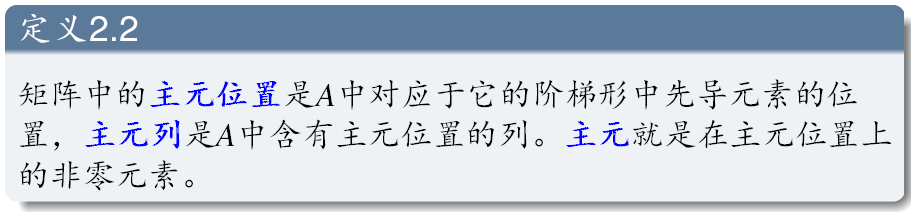 定义2.2
矩阵中的主元位置是A中对应于它的阶梯形中先导元素的位
置，主元列是A中含有主元位置的列。主元就是在主元位置上
的非零元素。